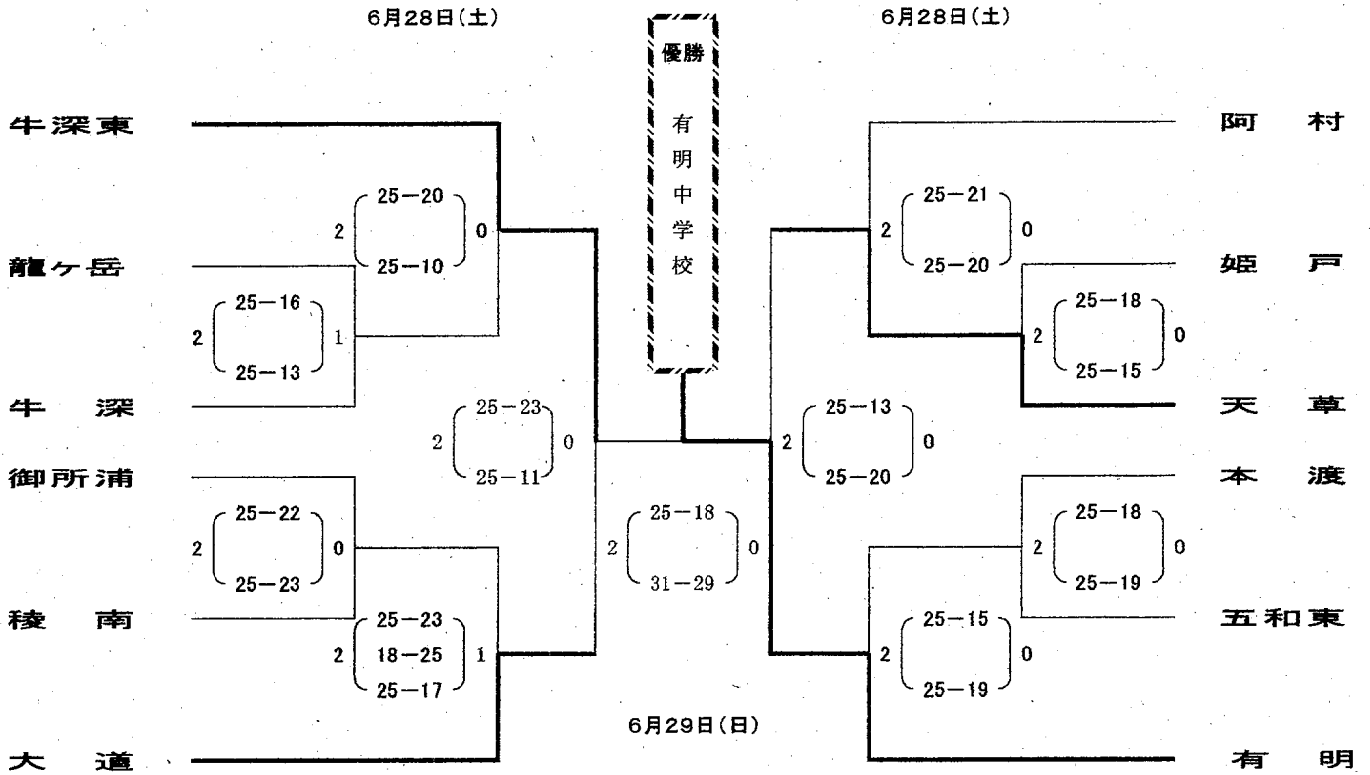 6月28日(土)
6月28日(土)
優勝
有明中学校
牛深東
阿村
25-20
2 0
25-10
25-21
2 0
25-20
龍ヶ岳
姫戸
25-16
2 1
25-13
25-18
2 0
25-15
牛深
天草
25-23
2 0
25-11
25-13
2 0
25-20
御所浦
本渡
25-22
2 0
25-23
25-18
2 0
31-29
25-18
2 0
25-19
稜南
五和東
25-23
2 18-25 1
25-17
25-15
2 0
25-19
6月29日(日)
大道
有明